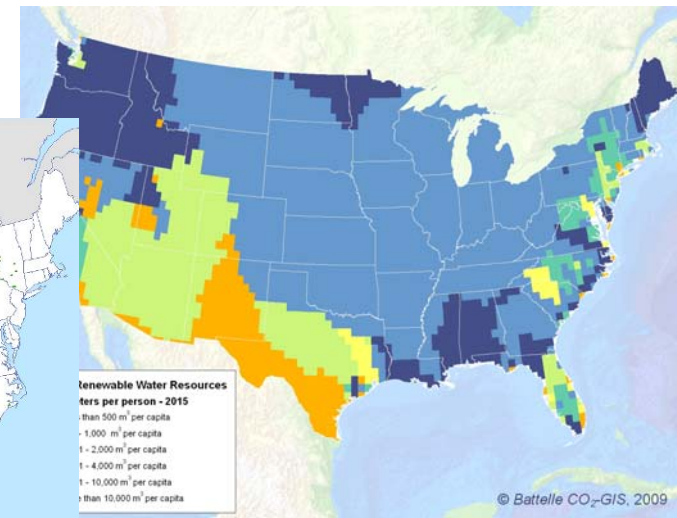 Renewable Water Resources
ters per person - 2015
than 500 m³ per capita
- 1,000 m³ per capita
1 - 2,000 m³ per capita
1 - 4,000 m³ per capita
1 - 10,000 m³ per capita
than 10,000 m³ per capita
© Battelle CO₂-GIS, 2009